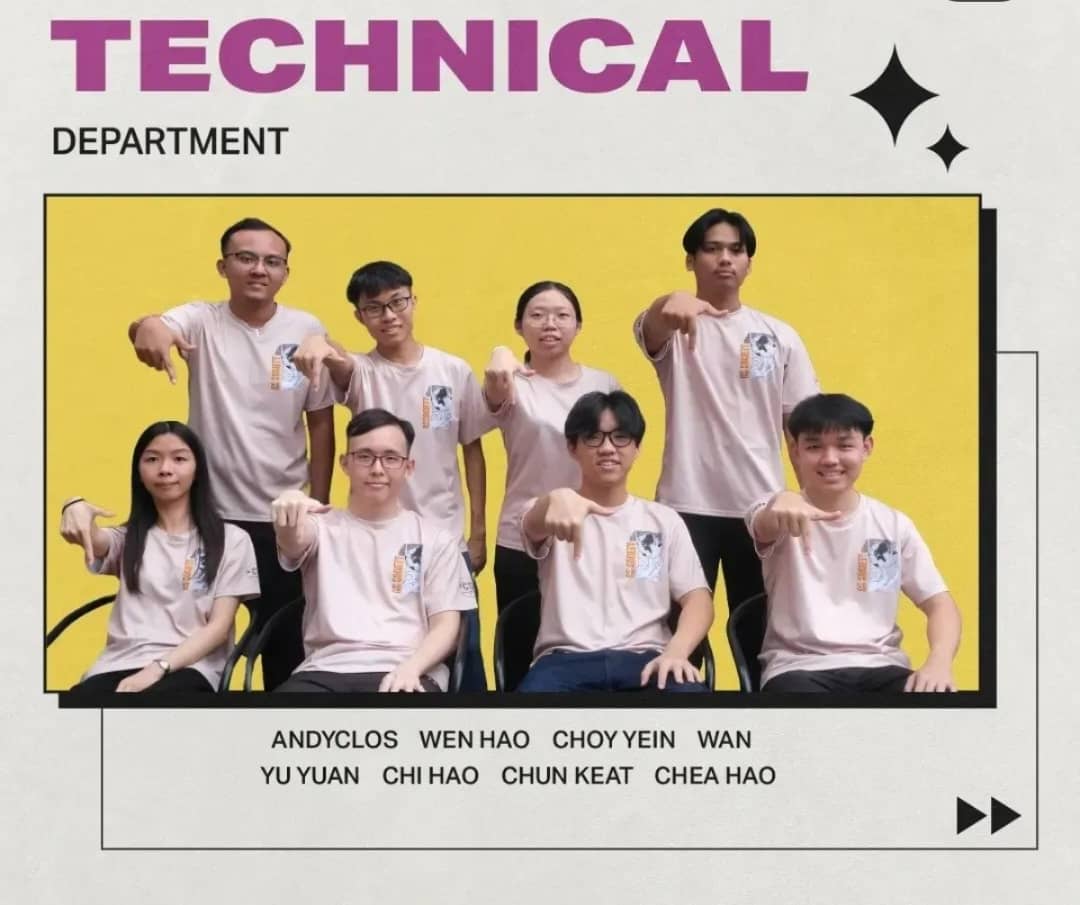 TECHNICAL
DEPARTMENT
ANDYCLOS WEN HAO CHOY YEIN WAN
YU YUAN CHI HAO CHUN KEAT CHEA HAO